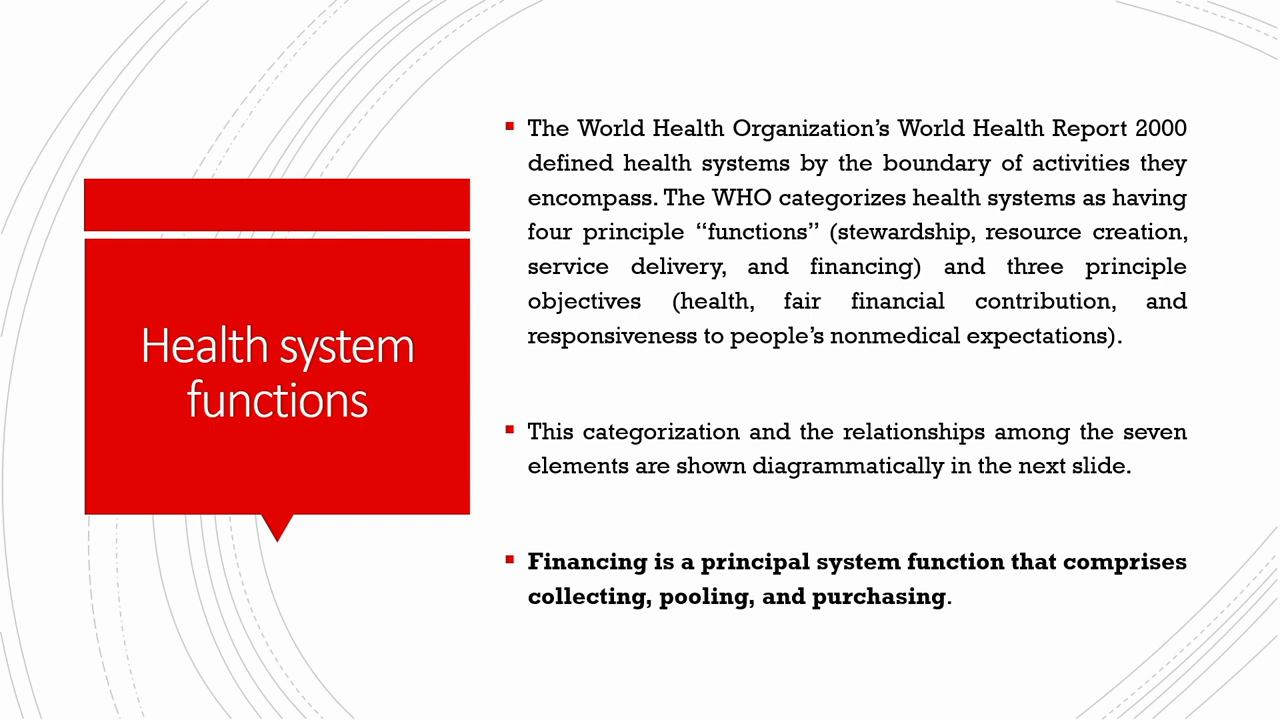 Health system
functions
The World Health Organization’s World Health Report 2000
defined health systems by the boundary of activities they
encompass. The WHO categorizes health systems as having
four principle “functions” (stewardship, resource creation,
service delivery, and financing) and three principle
objectives (health, fair financial contribution, and
responsiveness to people’s nonmedical expectations).
This categorization and the relationships among the seven
elements are shown diagrammatically in the next slide.
Financing is a principal system function that comprises
collecting, pooling, and purchasing.